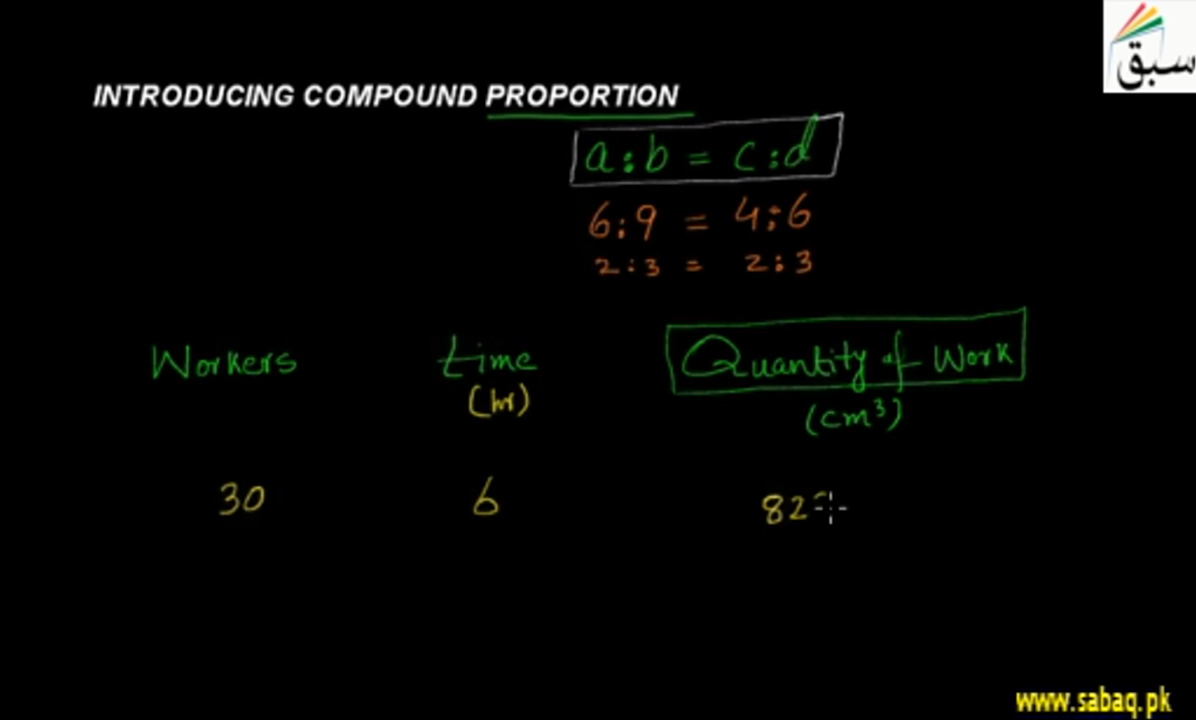 سبق
INTRODUCING COMPOUND PROPORTION
a:b = c:d
6:9 = 4:6
2:3 = 2:3
Workers time Quantity of Work
(hr) (cm³)
30 6
www.sabaq.pk